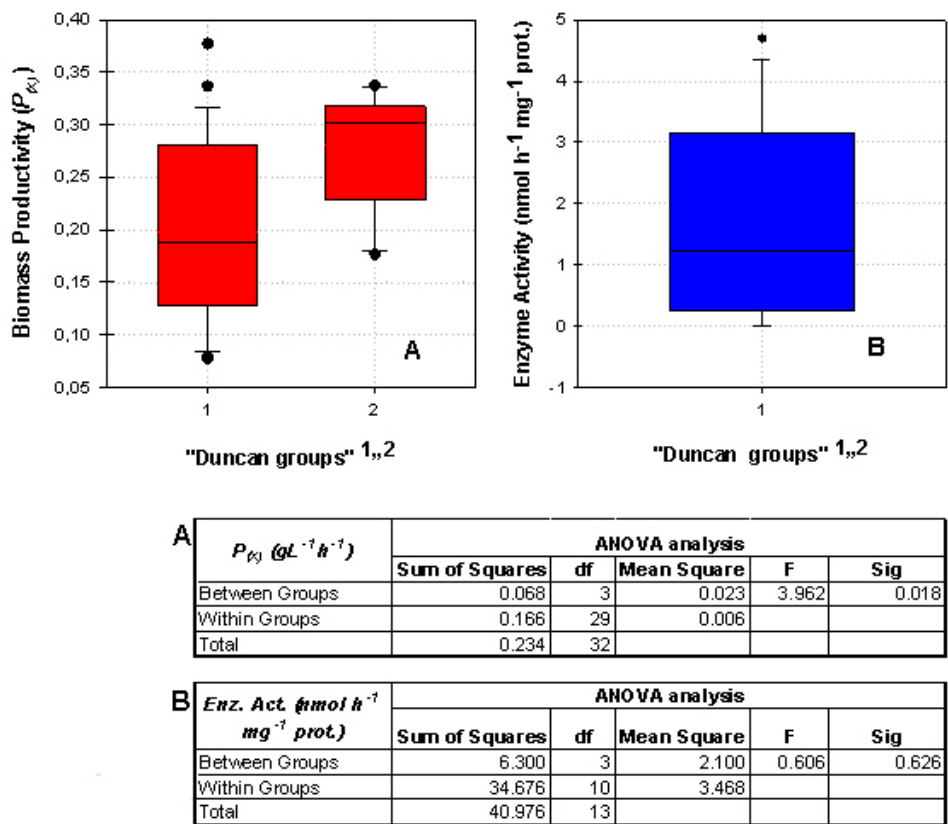 0,40
0,35
0,30
0,25
0,20
0,15
0,10
0,05
Biomass Productivity (P(x))
A
1 2
"Duncan groups" 1,,2
5
4
3
2
1
0
-1
Enzyme Activity (nmol h-1 mg-1 prot.)
B
1
"Duncan groups" 1,,2
A
P(x) (gL-1h-1) ANOVA analysis
Sum of Squares df Mean Square F Sig
Between Groups 0.068 3 0.023 3.962 0.018
Within Groups 0.166 29 0.006
Total 0.234 32
B
Enz. Act. (nmol h-1 ANOVA analysis
mg-1 prot.) Sum of Squares df Mean Square F Sig
Between Groups 6.300 3 2.100 0.606 0.626
Within Groups 34.676 10 3.468
Total 40.976 13